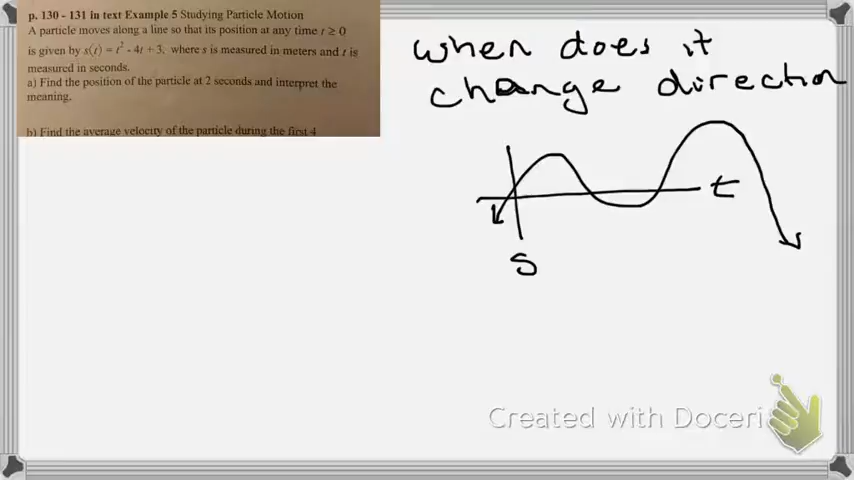 p. 130 - 131 in text Example 5 Studying Particle Motion
A particle moves along a line so that its position at any time t ≥ 0
is given by s(t) = t² - 4t + 3, where s is measured in meters and t is
measured in seconds.
a) Find the position of the particle at 2 seconds and interpret the
meaning.
b) Find the average velocity of the particle during the first 4
when does it
change direction
t
s
Created with Doceri